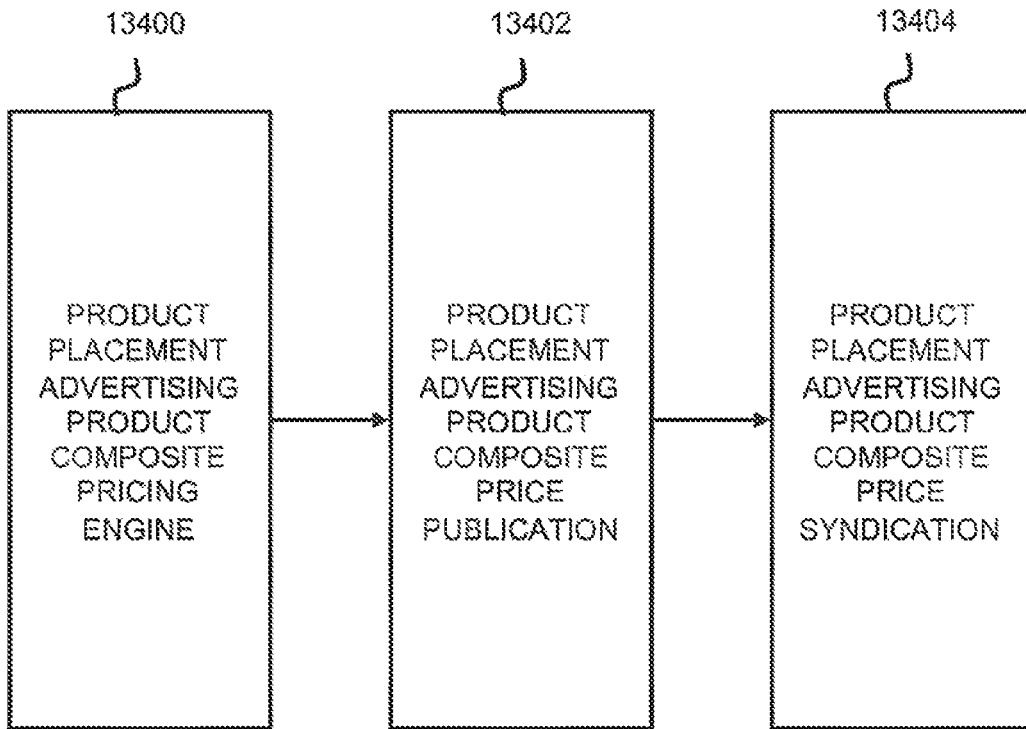 13400
13402
13404
PRODUCT
PLACEMENT
ADVERTISING
PRODUCT
COMPOSITE
PRICING
ENGINE
PRODUCT
PLACEMENT
ADVERTISING
PRODUCT
COMPOSITE
PRICE
PUBLICATION
PRODUCT
PLACEMENT
ADVERTISING
PRODUCT
COMPOSITE
PRICE
SYNDICATION